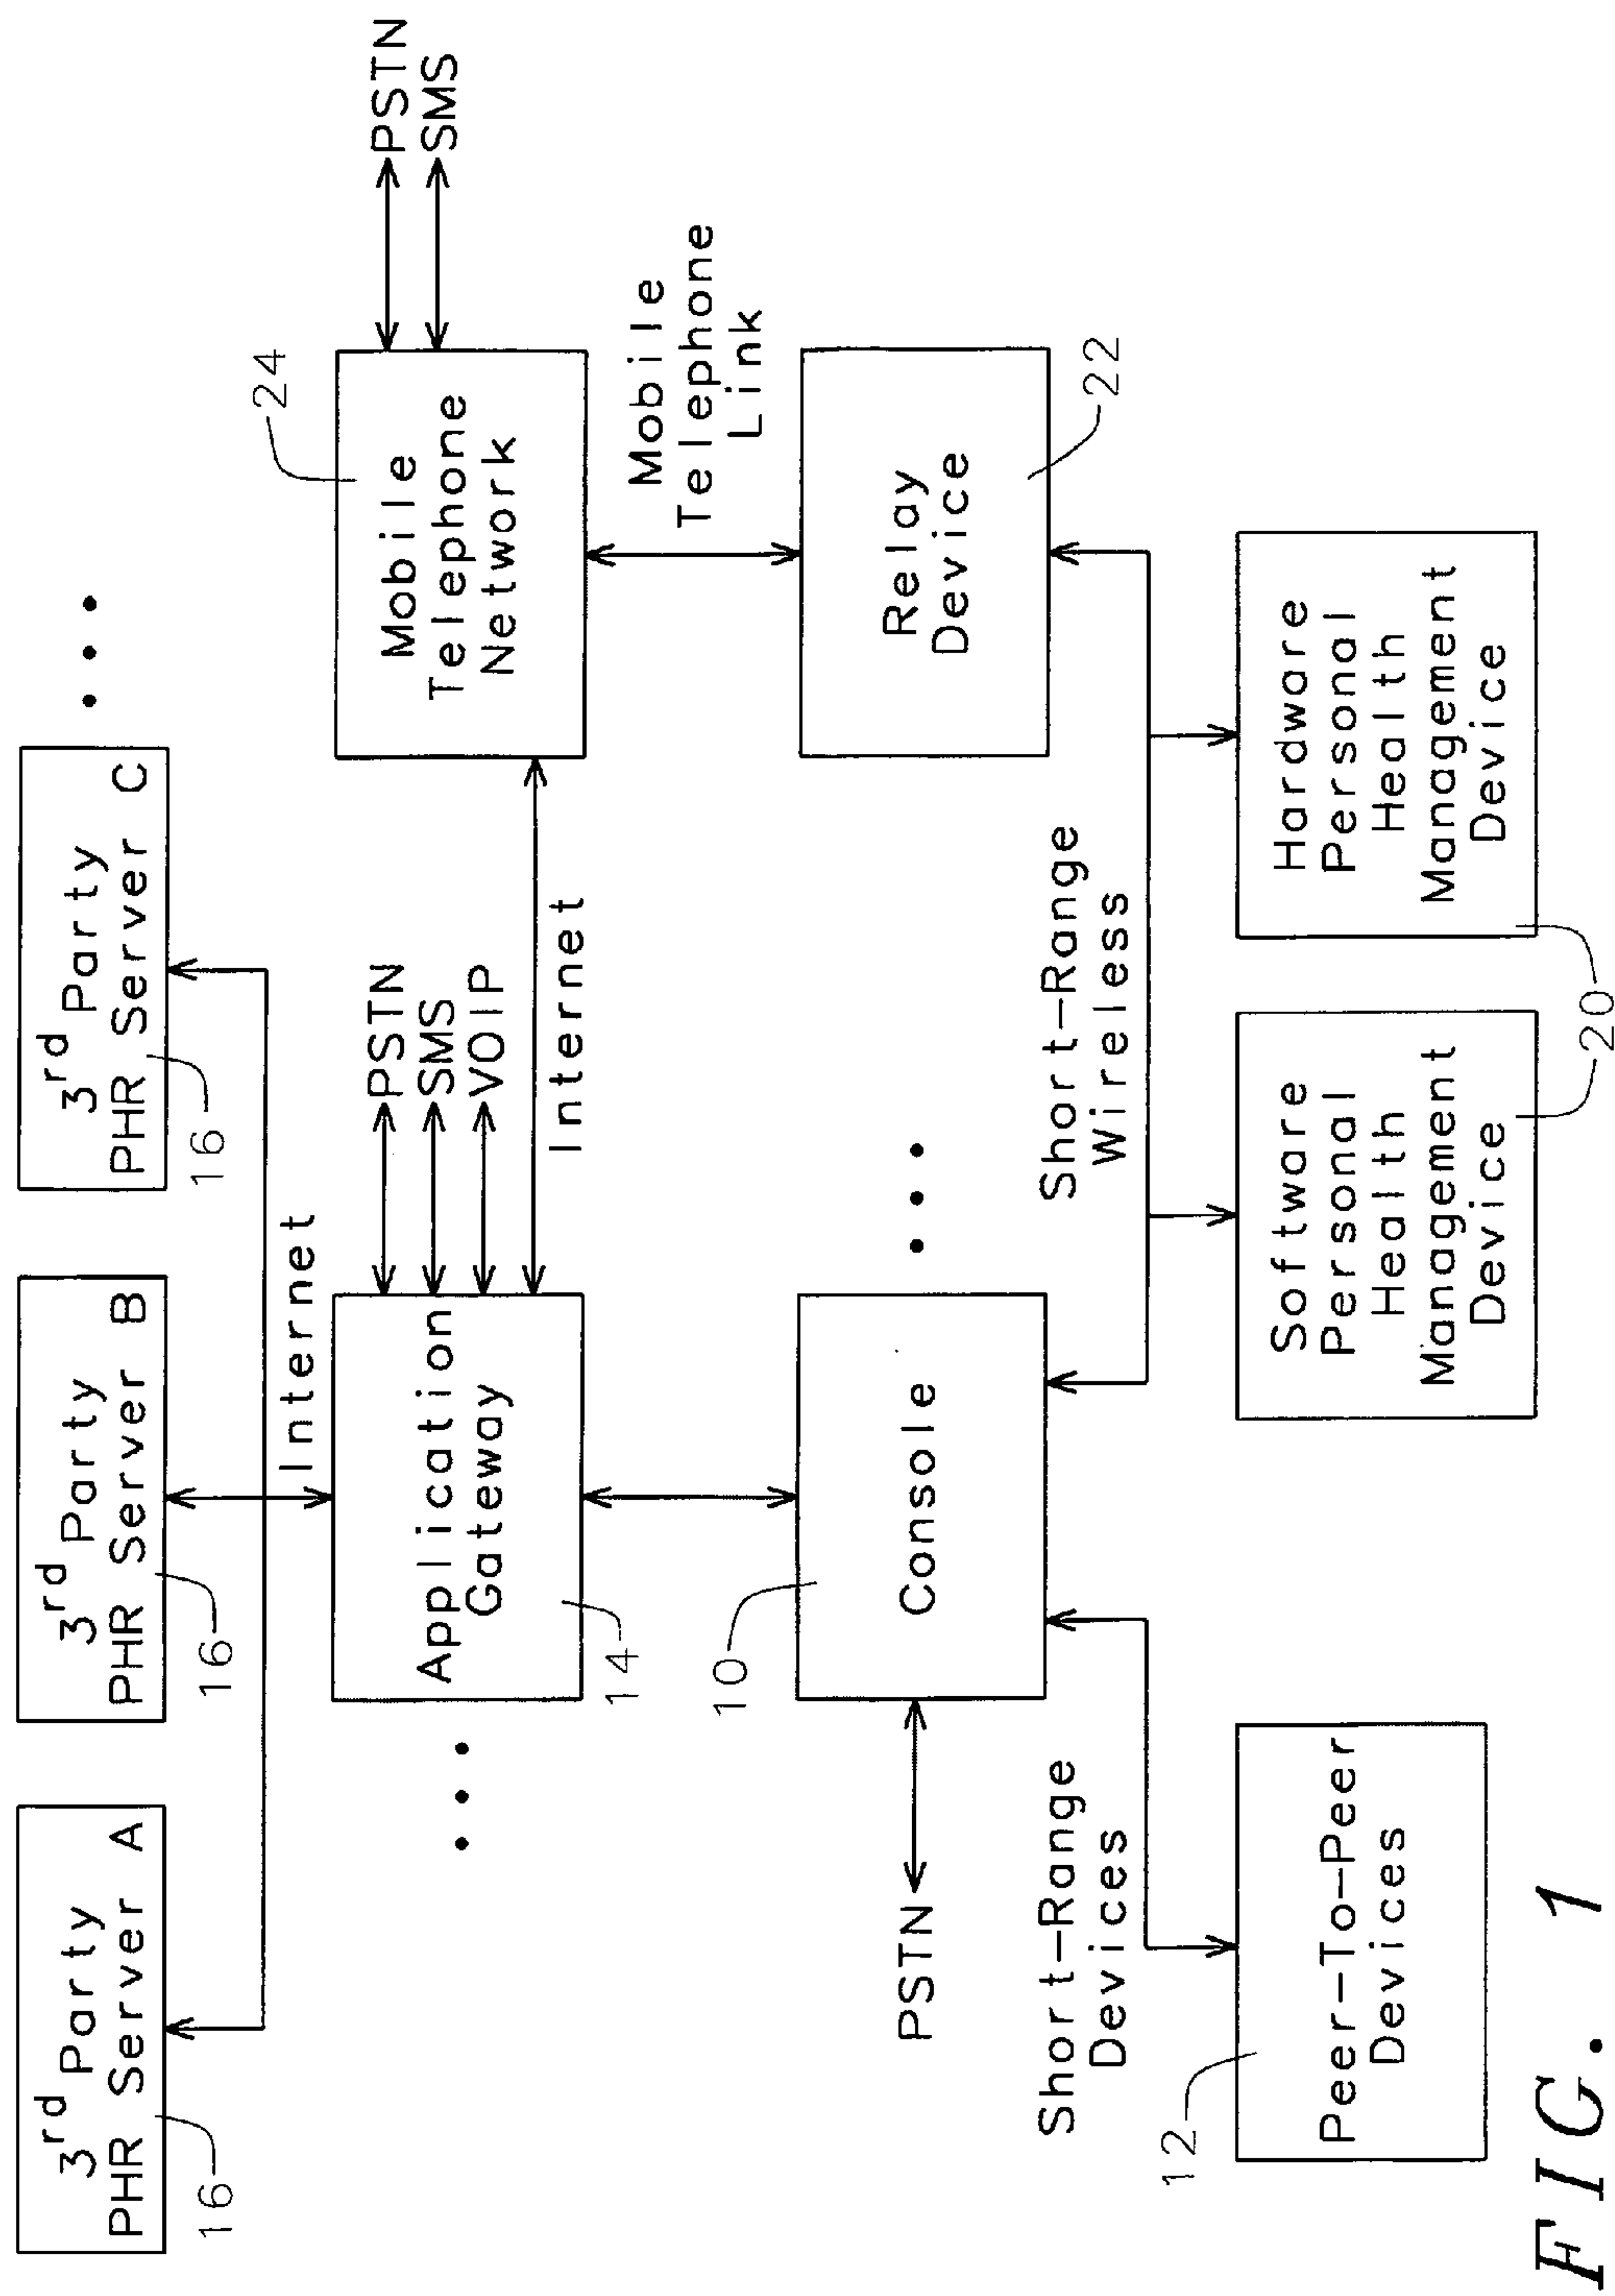 3rd Party
PHR Server A
16
3rd Party
PHR Server B
16
3rd Party
PHR Server C
16
Internet
Application
Gateway
14
PSTN
SMS
VOIP
Internet
24
Mobile
Telephone
Network
PSTN
SMS
Mobile
Telephone
Link
10
Console
PSTN
Relay
Device
22
Short-Range
Devices
Short-Range
Wireless
12
Peer-To-Peer
Devices
Software
Personal
Health
Management
Device
Hardware
Personal
Health
Management
Device
20
FIG. 1